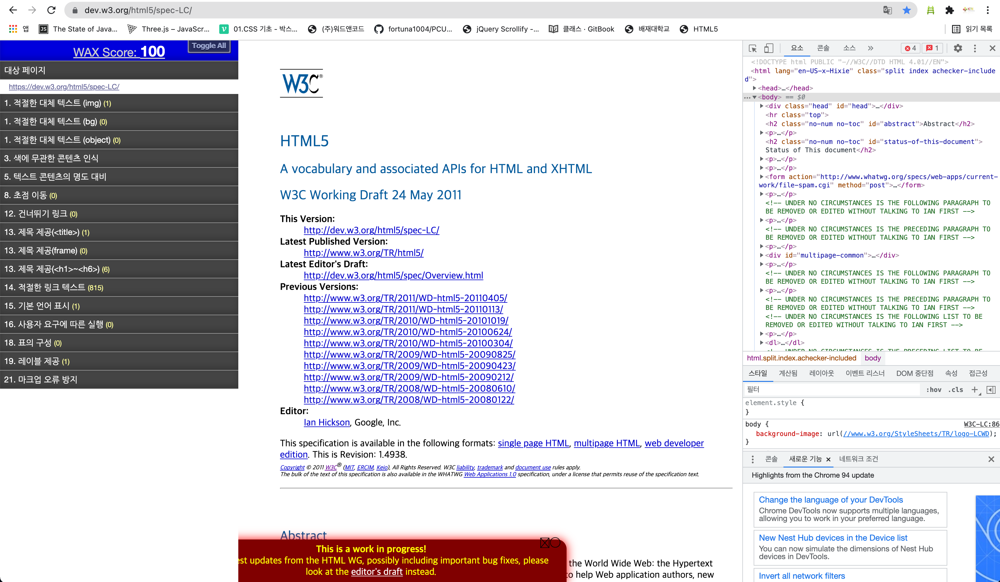 dev.w3.org/html5/spec-LC/
앱 The State of Java... Three.js – JavaScr... 01.CSS 기초 - 박스... (주)워드앤코드 fortuna1004/PCU... jQuery Scrollify -... 클래스 · GitBook 배재대학교 HTML5 읽기 목록
WAX Score: 100
Toggle All
대상 페이지
https://dev.w3.org/html5/spec-LC/
1. 적절한 대체 텍스트 (img) (1)
1. 적절한 대체 텍스트 (bg) (0)
1. 적절한 대체 텍스트 (object) (0)
3. 색에 무관한 콘텐츠 인식
5. 텍스트 콘텐츠의 명도 대비
8. 초점 이동 (0)
12. 건너뛰기 링크 (0)
13. 제목 제공(<title>) (1)
13. 제목 제공(frame) (0)
13. 제목 제공(<h1>~<h6>) (6)
14. 적절한 링크 텍스트 (815)
15. 기본 언어 표시 (1)
16. 사용자 요구에 따른 실행 (0)
18. 표의 구성 (0)
19. 레이블 제공 (1)
21. 마크업 오류 방지
W3C®
HTML5
A vocabulary and associated APIs for HTML and XHTML
W3C Working Draft 24 May 2011
This Version:
http://dev.w3.org/html5/spec-LC/
Latest Published Version:
http://www.w3.org/TR/html5/
Latest Editor's Draft:
http://dev.w3.org/html5/spec/Overview.html
Previous Versions:
http://www.w3.org/TR/2011/WD-html5-20110405/
http://www.w3.org/TR/2011/WD-html5-20110113/
http://www.w3.org/TR/2010/WD-html5-20101019/
http://www.w3.org/TR/2010/WD-html5-20100624/
http://www.w3.org/TR/2010/WD-html5-20100304/
http://www.w3.org/TR/2009/WD-html5-20090825/
http://www.w3.org/TR/2009/WD-html5-20090423/
http://www.w3.org/TR/2009/WD-html5-20090212/
http://www.w3.org/TR/2008/WD-html5-20080610/
http://www.w3.org/TR/2008/WD-html5-20080122/
Editor:
Ian Hickson, Google, Inc.
This specification is available in the following formats: single page HTML, multipage HTML, web developer
edition. This is Revision: 1.4938.
Copyright © 2011 W3C® (MIT, ERCIM, Keio), All Rights Reserved. W3C liability, trademark and document use rules apply.
The bulk of the text of this specification is also available in the WHATWG Web Applications 1.0 specification, under a license that permits reuse of the specification text.
Abstract
This is a work in progress!
est updates from the HTML WG, possibly including important bug fixes, please
look at the editor's draft instead.
the World Wide Web: the Hypertext
to help Web application authors, new
요소 콘솔 소스 » 4 1
<!DOCTYPE html PUBLIC "-//W3C//DTD HTML 4.01//EN">
<html lang="en-US-x-Hixie" class="split index achecker-include
d">
<head>…</head>
<body> == $0
<div class="head" id="head">…</div>
<hr class="top">
<h2 class="no-num no-toc" id="abstract">Abstract</h2>
<p>…</p>
<h2 class="no-num no-toc" id="status-of-this-document">
Status of This document</h2>
<p>…</p>
<p>…</p>
<form action="http://www.whatwg.org/specs/web-apps/current-
work/file-spam.cgi" method="post">…</form>
<p>…</p>
<!-- UNDER NO CIRCUMSTANCES IS THE FOLLOWING PARAGRAPH TO
BE REMOVED OR EDITED WITHOUT TALKING TO IAN FIRST -->
<p>…</p>
<!-- UNDER NO CIRCUMSTANCES IS THE PRECEDING PARAGRAPH TO
BE REMOVED OR EDITED WITHOUT TALKING TO IAN FIRST -->
<p>…</p>
<div id="multipage-common">…</div>
<p>…</p>
<!-- UNDER NO CIRCUMSTANCES IS THE FOLLOWING PARAGRAPH TO
BE REMOVED OR EDITED WITHOUT TALKING TO IAN FIRST -->
<p>…</p>
<!-- UNDER NO CIRCUMSTANCES IS THE PRECEDING PARAGRAPH TO
BE REMOVED OR EDITED WITHOUT TALKING TO IAN FIRST -->
<!-- UNDER NO CIRCUMSTANCES IS THE FOLLOWING LIST TO BE
REMOVED OR EDITED WITHOUT TALKING TO IAN FIRST -->
<p>…</p>
<dl>…</dl>
<!-- UNDER NO CIRCUMSTANCES IS THE PRECEDING LIST TO BE
html.split.index.achecker-included body
스타일 계산됨 레이아웃 이벤트 리스너 DOM 중단점 속성 접근성
필터 :hov .cls +
element.style {
}
body { W3C-LC:86
background-image: url(//www.w3.org/StyleSheets/TR/logo-LCWD);
}
콘솔 새로운 기능 × 네트워크 조건
Highlights from the Chrome 94 update
Change the language of your DevTools
Chrome DevTools now supports multiple languages,
allowing you to work in your preferred language.
New Nest Hub devices in the Device list
You can now simulate the dimensions of Nest Hub
devices in DevTools.
Invert all network filters